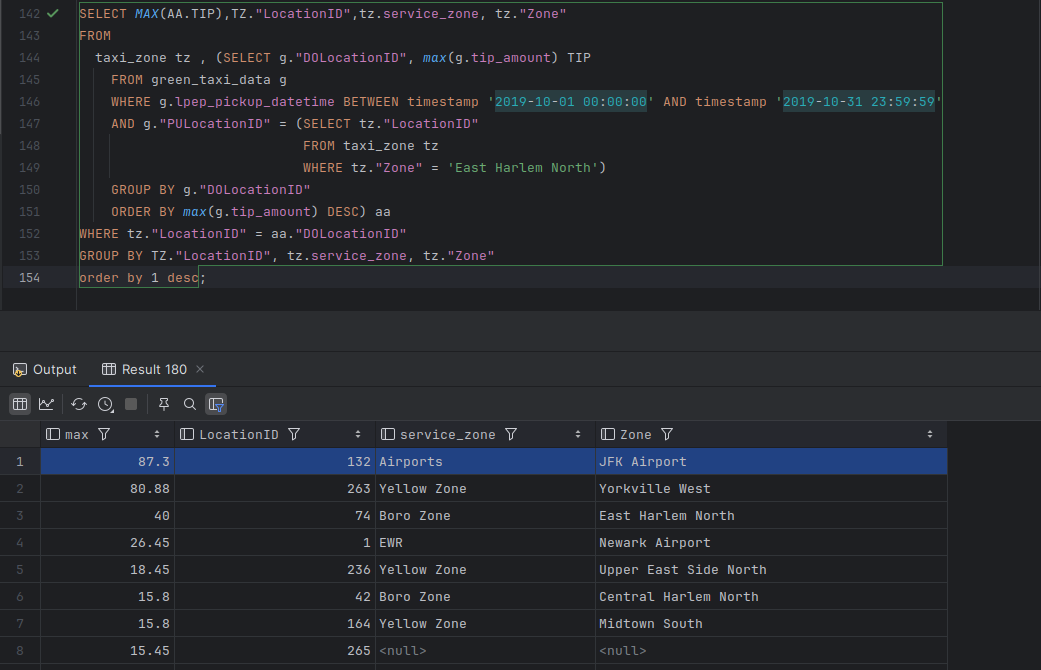 142 SELECT MAX(AA.TIP),TZ."LocationID",tz.service_zone, tz."Zone"
143 FROM
144 taxi_zone tz , (SELECT g."DOLocationID", max(g.tip_amount) TIP
145 FROM green_taxi_data g
146 WHERE g.lpep_pickup_datetime BETWEEN timestamp '2019-10-01 00:00:00' AND timestamp '2019-10-31 23:59:59'
147 AND g."PULocationID" = (SELECT tz."LocationID"
148 FROM taxi_zone tz
149 WHERE tz."Zone" = 'East Harlem North')
150 GROUP BY g."DOLocationID"
151 ORDER BY max(g.tip_amount) DESC) aa
152 WHERE tz."LocationID" = aa."DOLocationID"
153 GROUP BY TZ."LocationID", tz.service_zone, tz."Zone"
154 order by 1 desc;
Output Result 180
max LocationID service_zone Zone
1 87.3 132 Airports JFK Airport
2 80.88 263 Yellow Zone Yorkville West
3 40 74 Boro Zone East Harlem North
4 26.45 1 EWR Newark Airport
5 18.45 236 Yellow Zone Upper East Side North
6 15.8 42 Boro Zone Central Harlem North
7 15.8 164 Yellow Zone Midtown South
8 15.45 265 <null> <null>